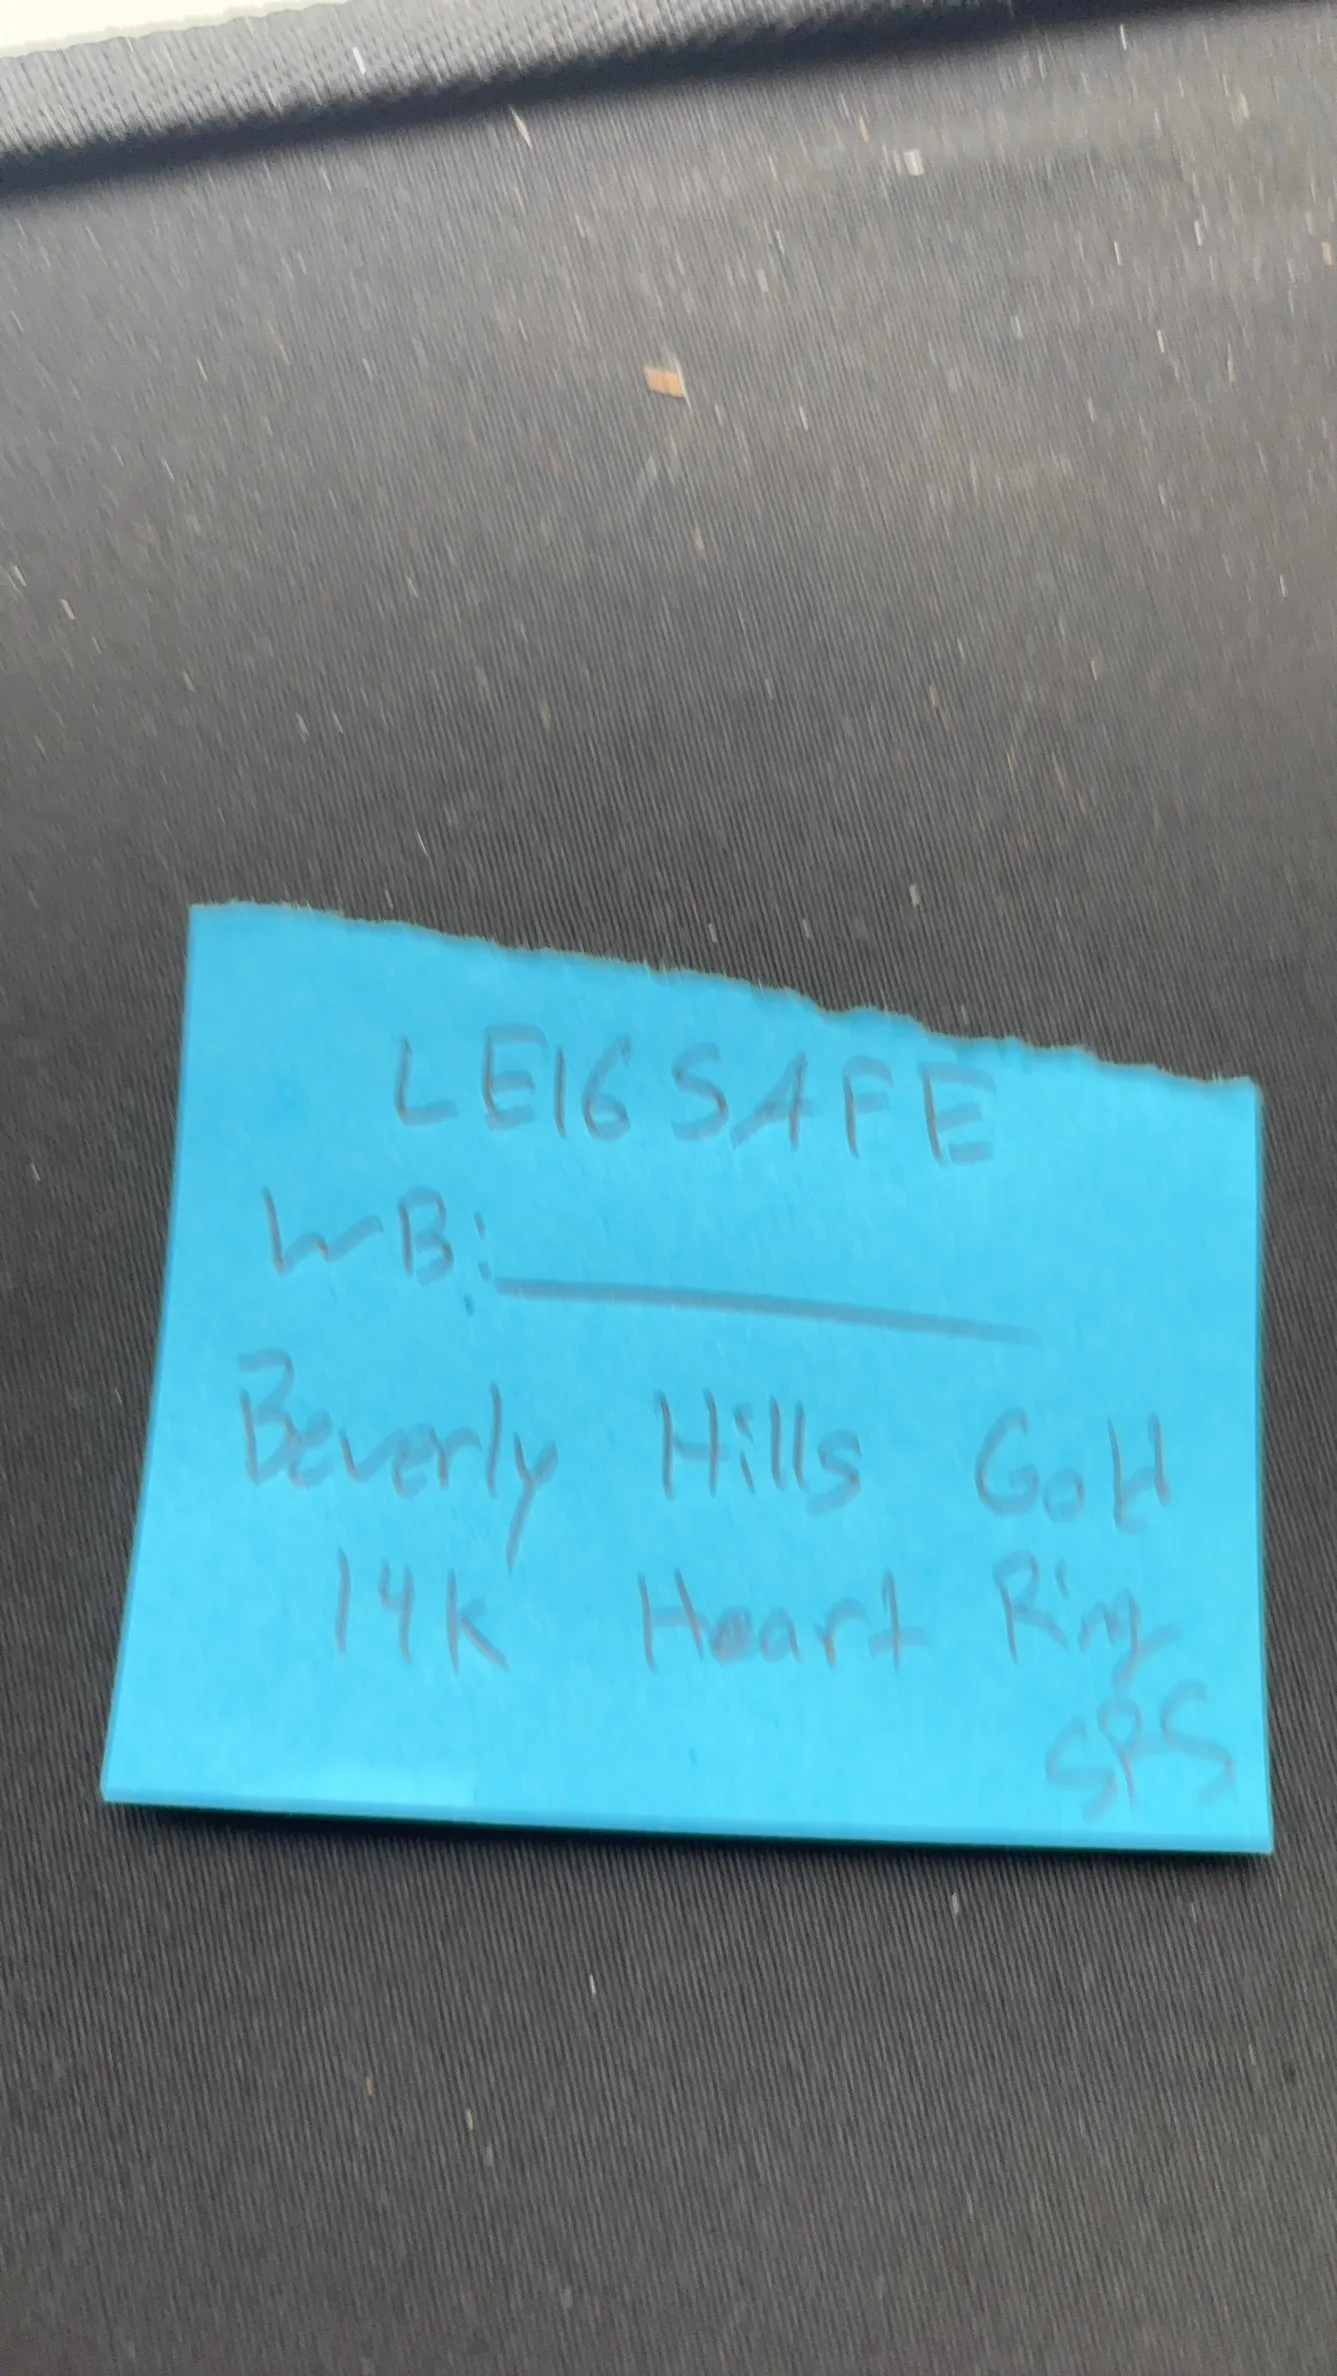 LE16 SAFE
WB:
Beverly Hills Gold
14k Heart Ring
SRS